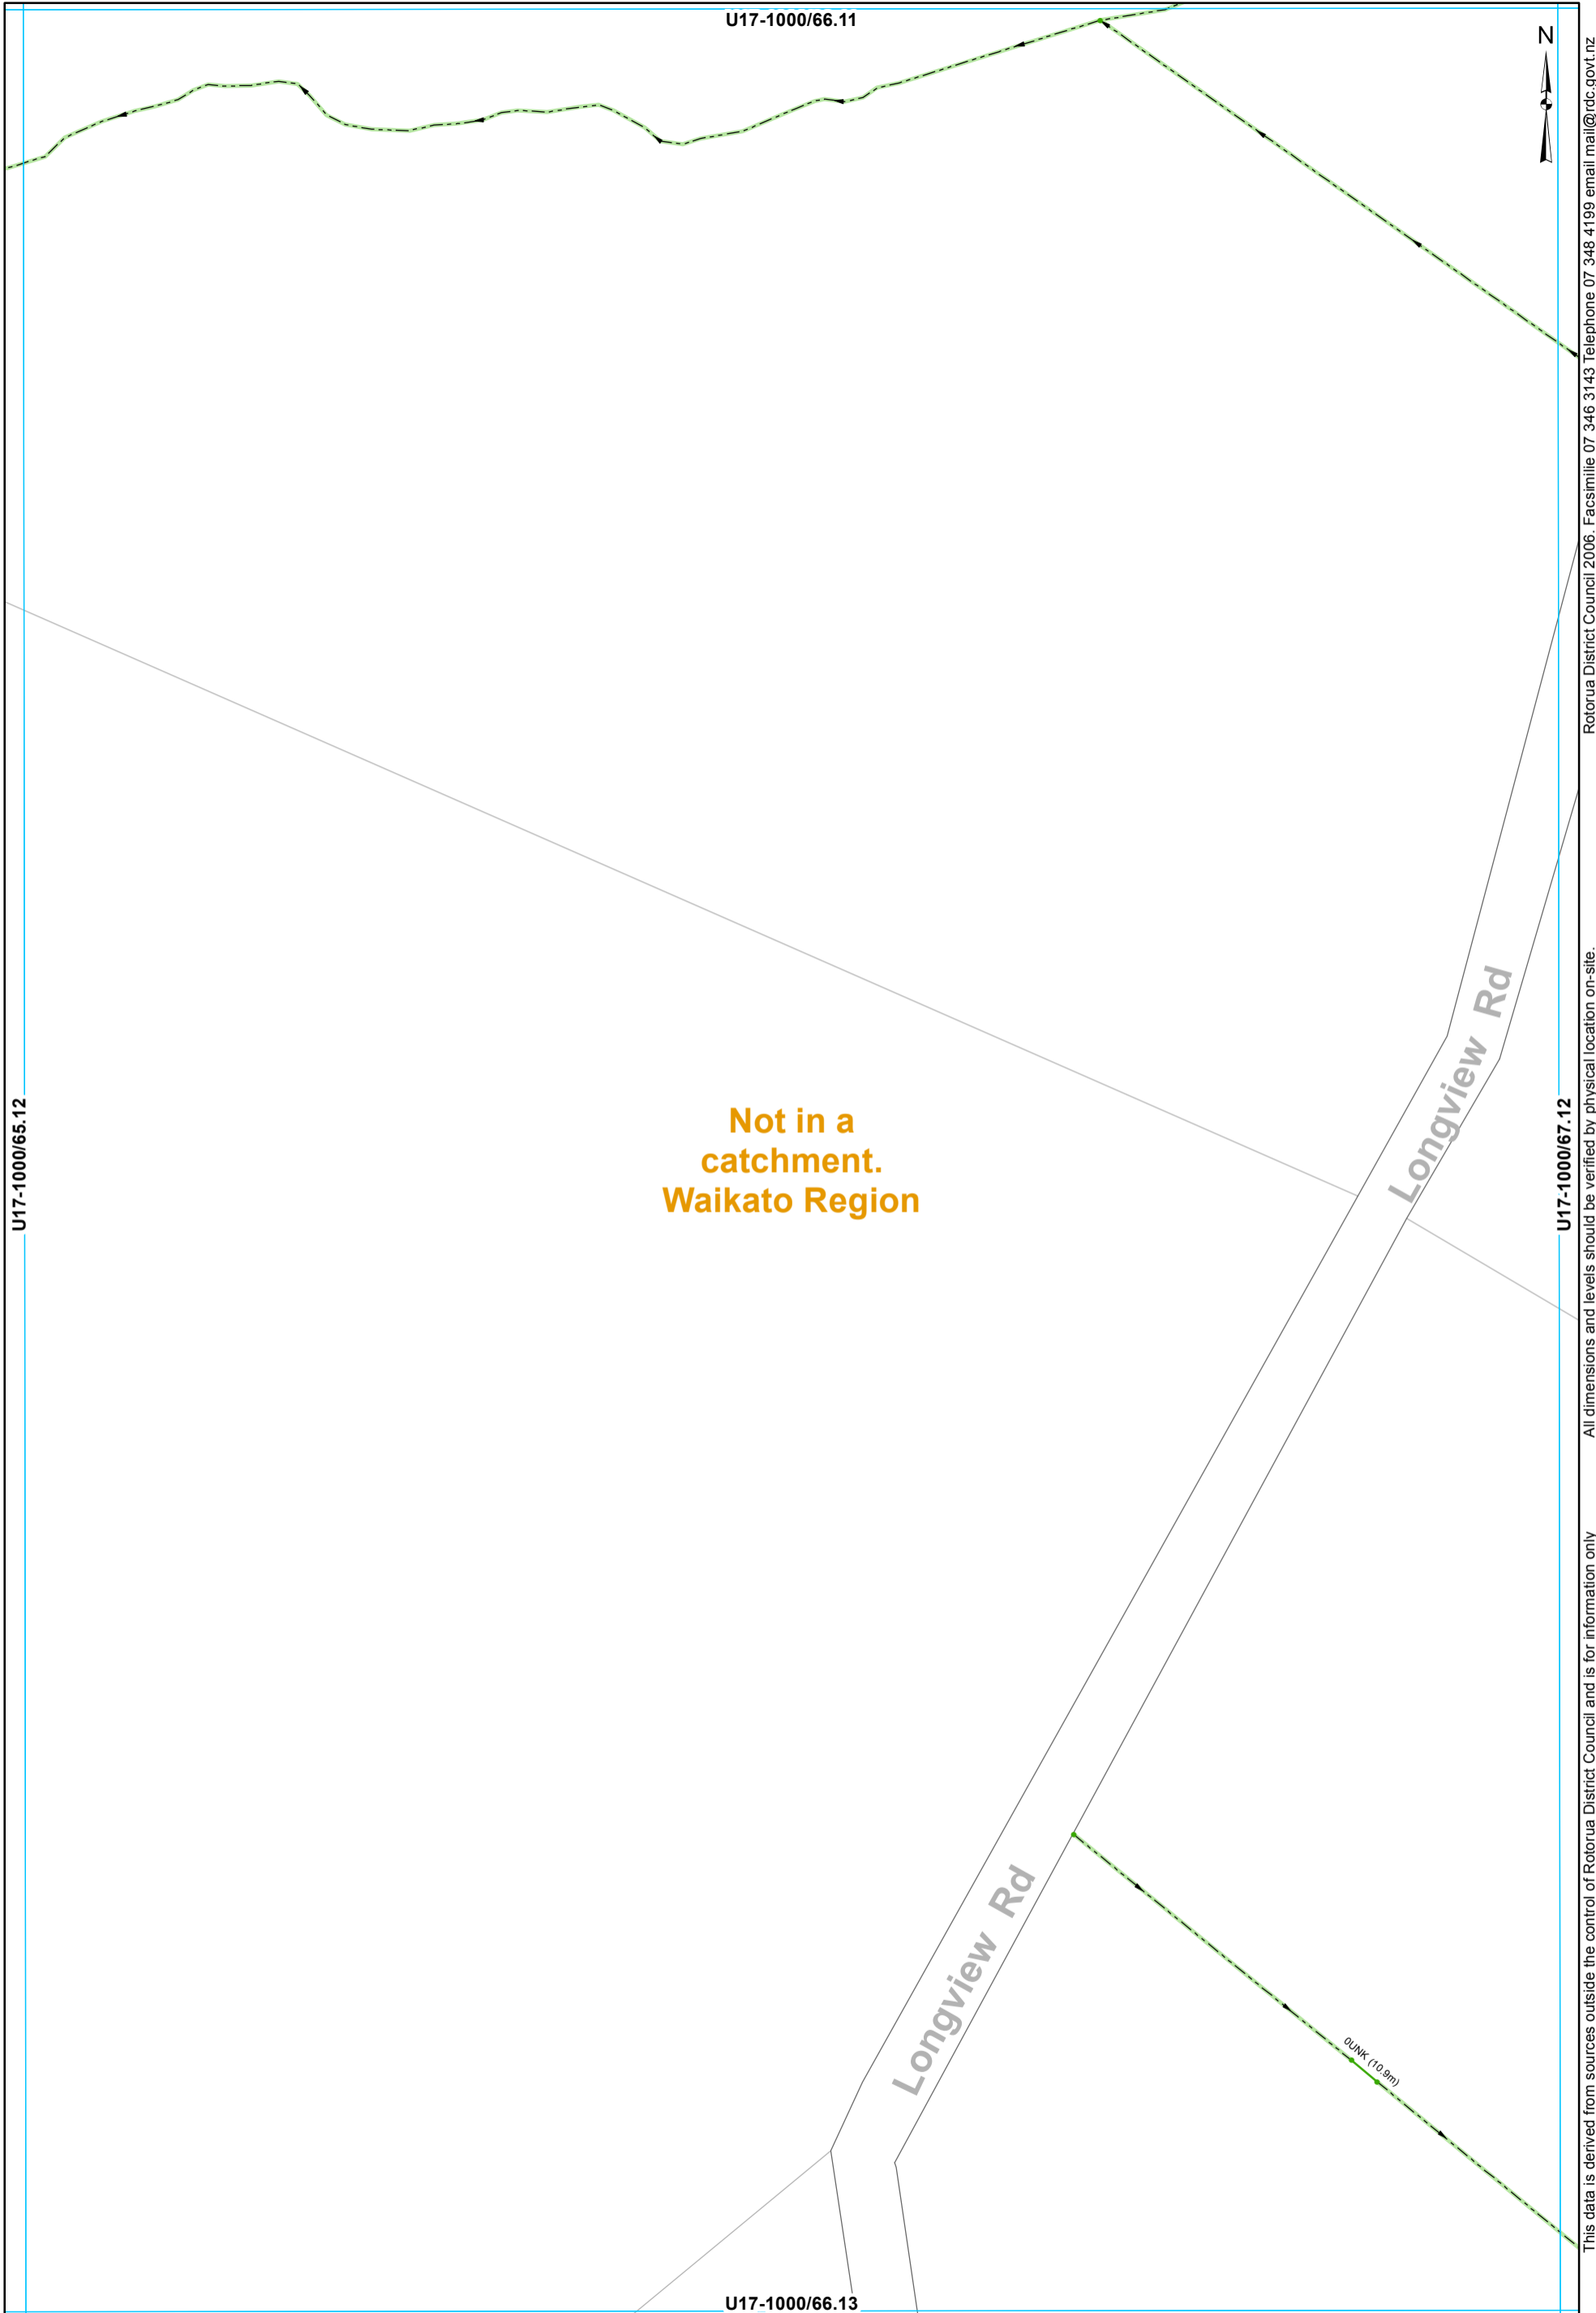 U17-1000/66.11
N
Rotorua District Council 2006. Facsimilie 07 346 3143 Telephone 07 348 4199 email mail@rdc.govt.nz
Longview Rd
All dimensions and levels should be verified by physical location on-site.
U17-1000/65.12
Not in a
catchment.
Waikato Region
U17-1000/67.12
Longview Rd
0UNK (10.9m)
This data is derived from sources outside the control of Rotorua District Council and is for information only
U17-1000/66.13